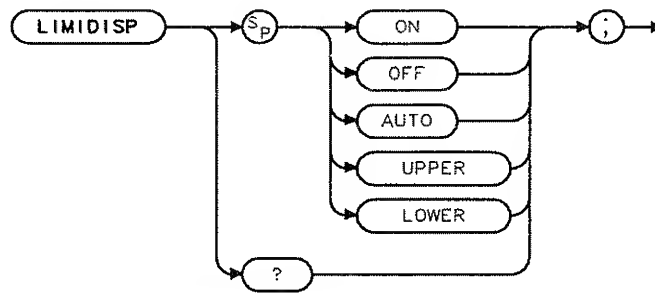 LIMIDISP
SP
ON
;
OFF
AUTO
UPPER
LOWER
?